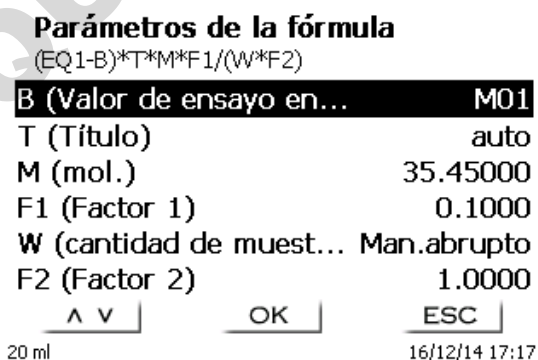 Parámetros de la fórmula
(EQ1-B)*T*M*F1/(W*F2)
B (Valor de ensayo en... M01
T (Título) auto
M (mol.) 35.45000
F1 (Factor 1) 0.1000
W (cantidad de muest... Man.abrupto
F2 (Factor 2) 1.0000
∧ ∨ OK ESC
20 ml 16/12/14 17:17